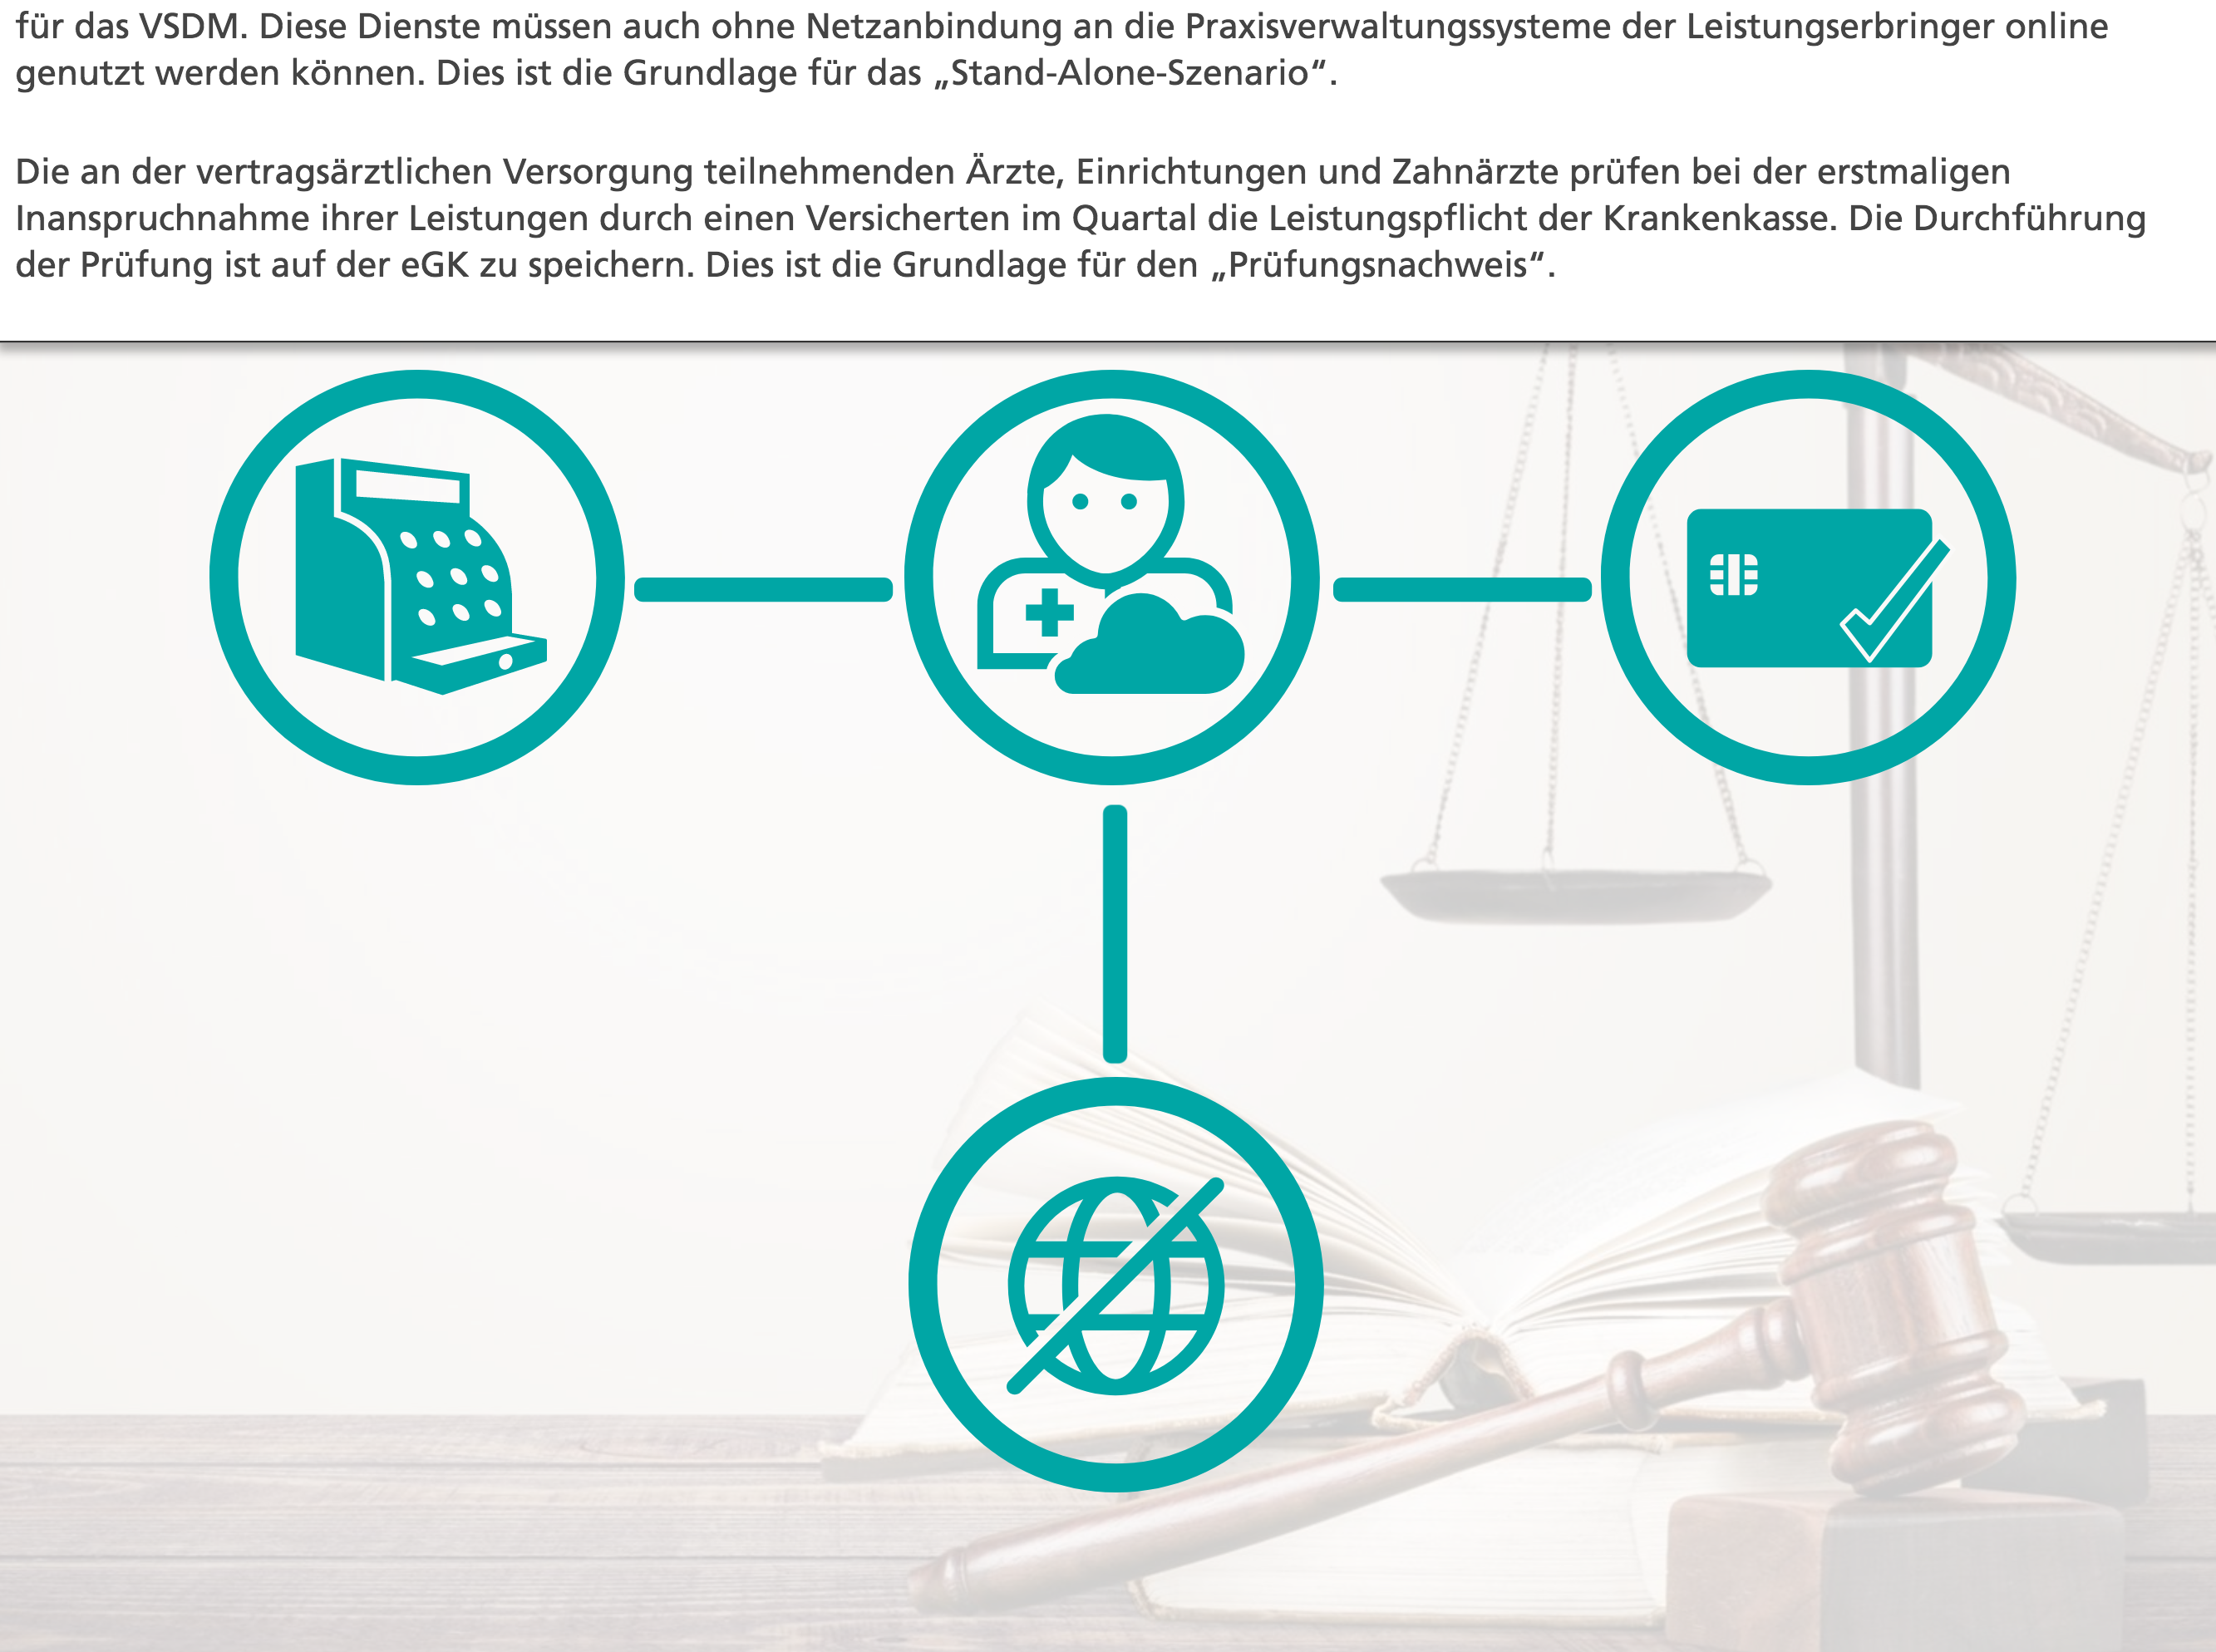 für das VSDM. Diese Dienste müssen auch ohne Netzanbindung an die Praxisverwaltungssysteme der Leistungserbringer online
genutzt werden können. Dies ist die Grundlage für das „Stand-Alone-Szenario“.
Die an der vertragsärztlichen Versorgung teilnehmenden Ärzte, Einrichtungen und Zahnärzte prüfen bei der erstmaligen
Inanspruchnahme ihrer Leistungen durch einen Versicherten im Quartal die Leistungspflicht der Krankenkasse. Die Durchführung
der Prüfung ist auf der eGK zu speichern. Dies ist die Grundlage für den „Prüfungsnachweis“.